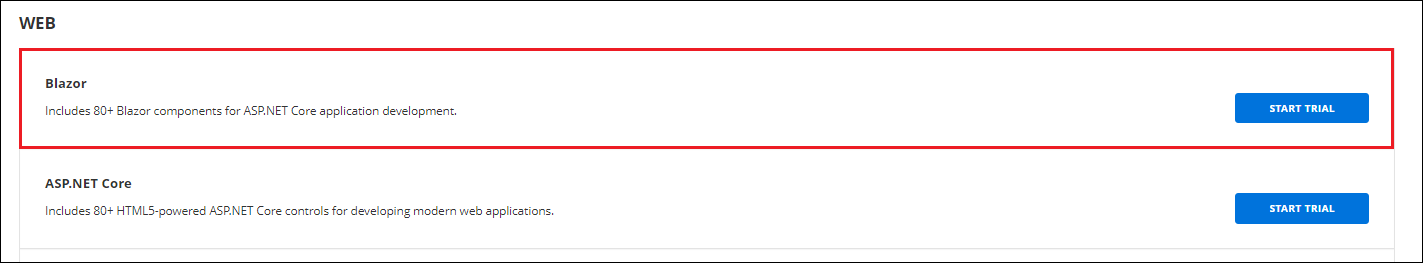 WEB
Blazor
Includes 80+ Blazor components for ASP.NET Core application development.
START TRIAL
ASP.NET Core
Includes 80+ HTML5-powered ASP.NET Core controls for developing modern web applications.
START TRIAL